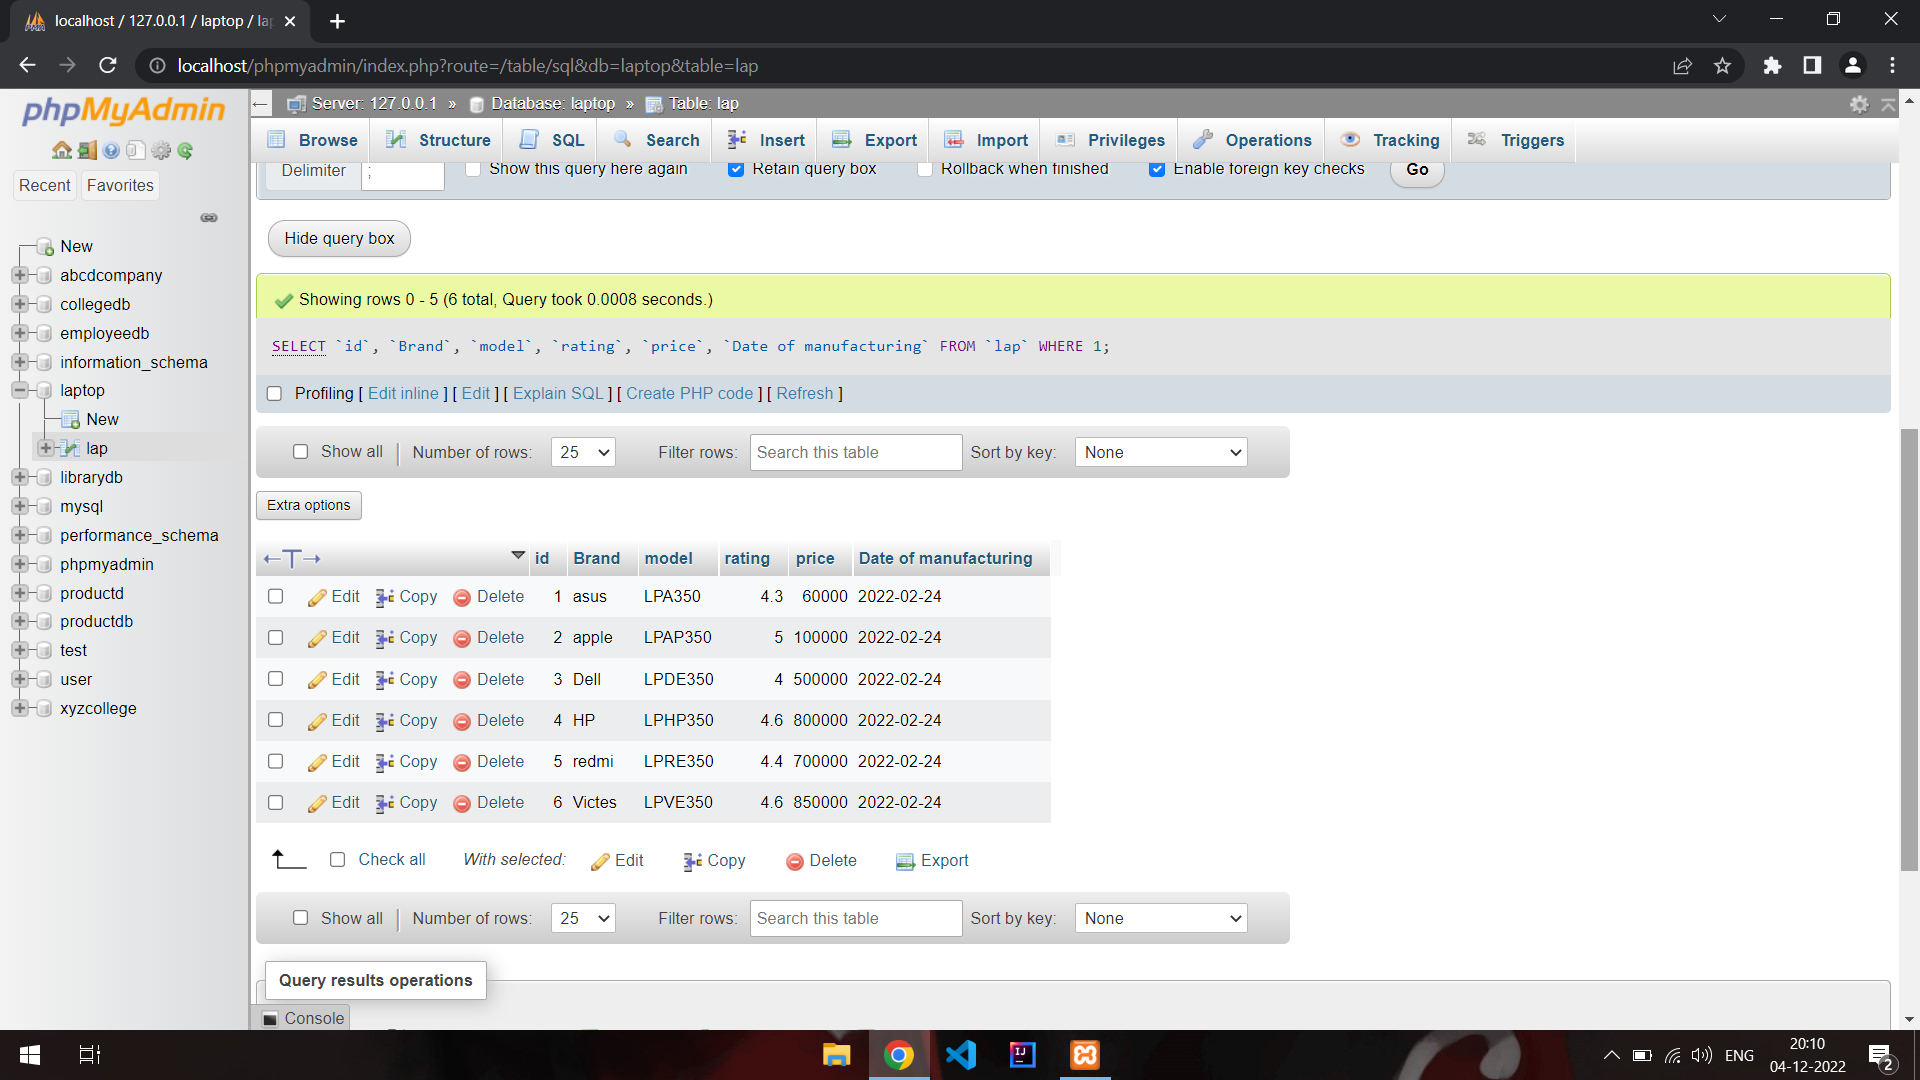 localhost / 127.0.0.1 / laptop / la
localhost/phpmyadmin/index.php?route=/table/sql&db=laptop&table=lap
phpMyAdmin
Recent Favorites
New
abcdcompany
collegedb
employeedb
information_schema
laptop
New
lap
librarydb
mysql
performance_schema
phpmyadmin
productd
productdb
test
user
xyzcollege
Server: 127.0.0.1 » Database: laptop » Table: lap
Browse Structure SQL Search Insert Export Import Privileges Operations Tracking Triggers
Delimiter ; Show this query here again Retain query box Rollback when finished Enable foreign key checks Go
Hide query box
Showing rows 0 - 5 (6 total, Query took 0.0008 seconds.)
SELECT `id`, `Brand`, `model`, `rating`, `price`, `Date of manufacturing` FROM `lap` WHERE 1;
Profiling [ Edit inline ] [ Edit ] [ Explain SQL ] [ Create PHP code ] [ Refresh ]
Show all | Number of rows: 25 Filter rows: Search this table Sort by key: None
Extra options
←T→ id Brand model rating price Date of manufacturing
Edit Copy Delete 1 asus LPA350 4.3 60000 2022-02-24
Edit Copy Delete 2 apple LPAP350 5 100000 2022-02-24
Edit Copy Delete 3 Dell LPDE350 4 500000 2022-02-24
Edit Copy Delete 4 HP LPHP350 4.6 800000 2022-02-24
Edit Copy Delete 5 redmi LPRE350 4.4 700000 2022-02-24
Edit Copy Delete 6 Victes LPVE350 4.6 850000 2022-02-24
Check all With selected: Edit Copy Delete Export
Show all | Number of rows: 25 Filter rows: Search this table Sort by key: None
Query results operations
Console
ENG
20:10
04-12-2022
2